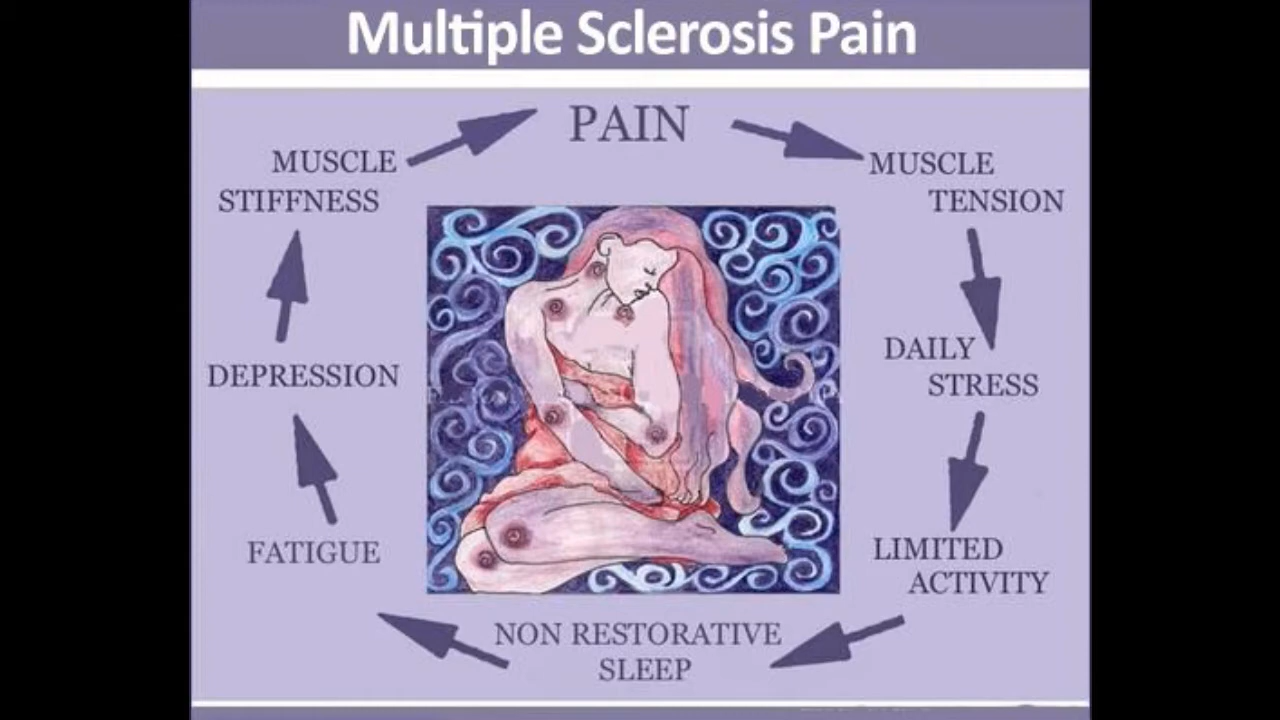 Multiple Sclerosis Pain
PAIN
MUSCLE
TENSION
DAILY
STRESS
LIMITED
ACTIVITY
NON RESTORATIVE
SLEEP
FATIGUE
DEPRESSION
MUSCLE
STIFFNESS